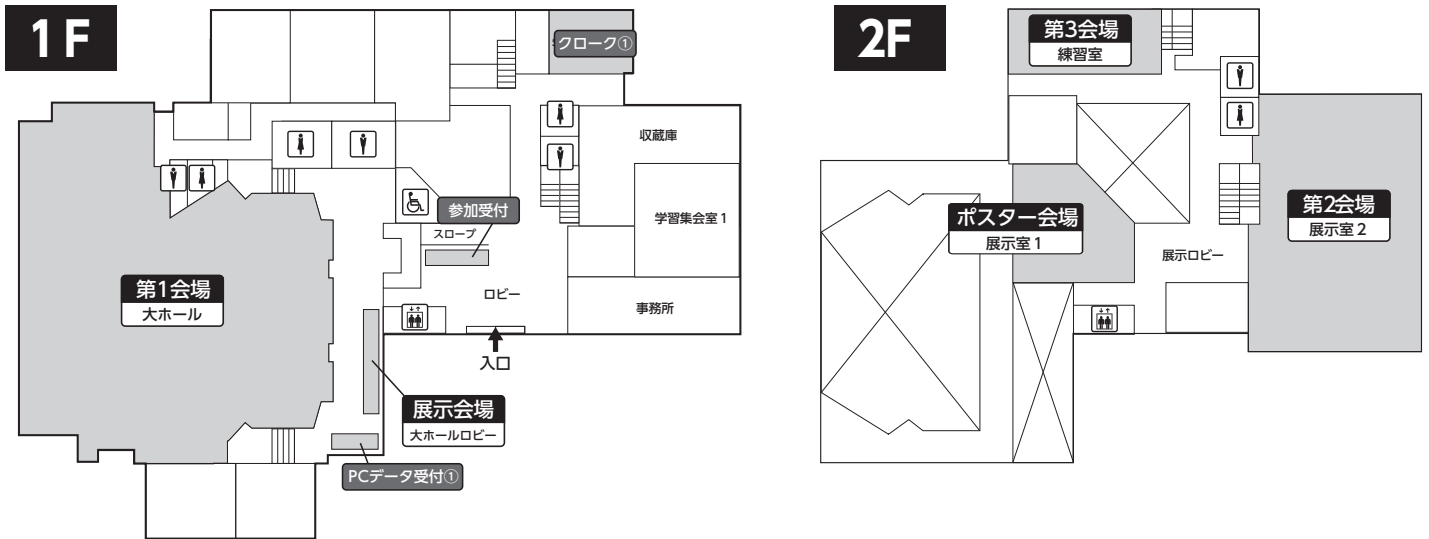 1F
クローク①
収蔵庫
学習集会室1
参加受付
スロープ
ロビー
事務所
第1会場
大ホール
入口
展示会場
大ホールロビー
PCデータ受付①
2F
第3会場
練習室
第2会場
展示室2
ポスター会場
展示室1
展示ロビー